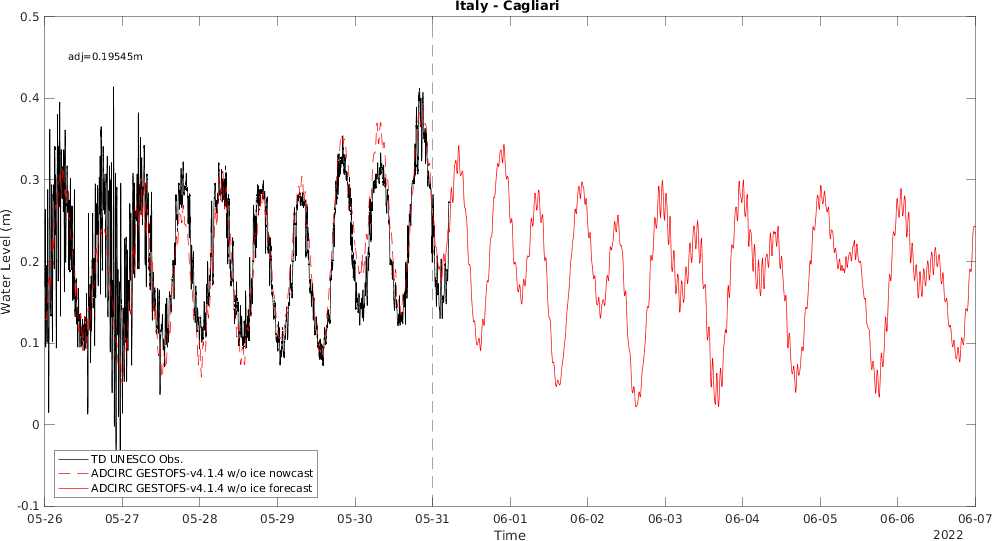 Italy - Cagliari
0.5
adj=0.19545m
0.4
0.3
0.2
0.1
0
-0.1
Water Level (m)
TD UNESCO Obs.
ADCIRC GESTOFS-v4.1.4 w/o ice nowcast
ADCIRC GESTOFS-v4.1.4 w/o ice forecast
05-26 05-27 05-28 05-29 05-30 05-31 06-01 06-02 06-03 06-04 06-05 06-06 06-07
Time
2022